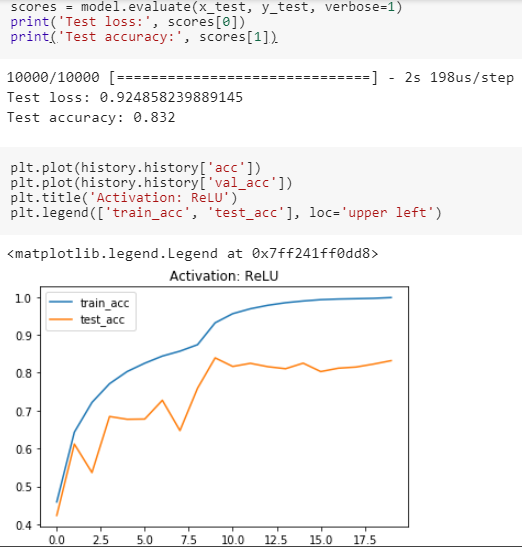 scores = model.evaluate(x_test, y_test, verbose=1)
print('Test loss:', scores[0])
print('Test accuracy:', scores[1])
10000/10000 [==============================] - 2s 198us/step
Test loss: 0.924858239889145
Test accuracy: 0.832
plt.plot(history.history['acc'])
plt.plot(history.history['val_acc'])
plt.title('Activation: ReLU')
plt.legend(['train_acc', 'test_acc'], loc='upper left')
<matplotlib.legend.Legend at 0x7ff241ff0dd8>
Activation: ReLU
train_acc
test_acc
1.0
0.9
0.8
0.7
0.6
0.5
0.4
0.0 2.5 5.0 7.5 10.0 12.5 15.0 17.5